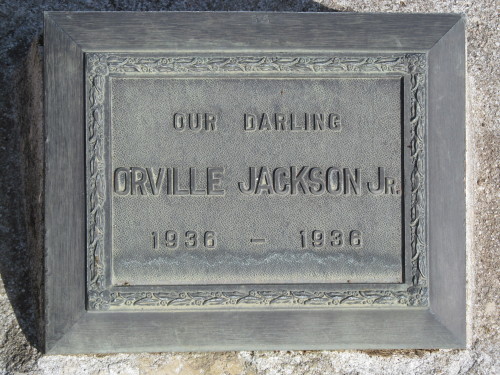 OUR DARLING
ORVILLE JACKSON JR.
1936 - 1936